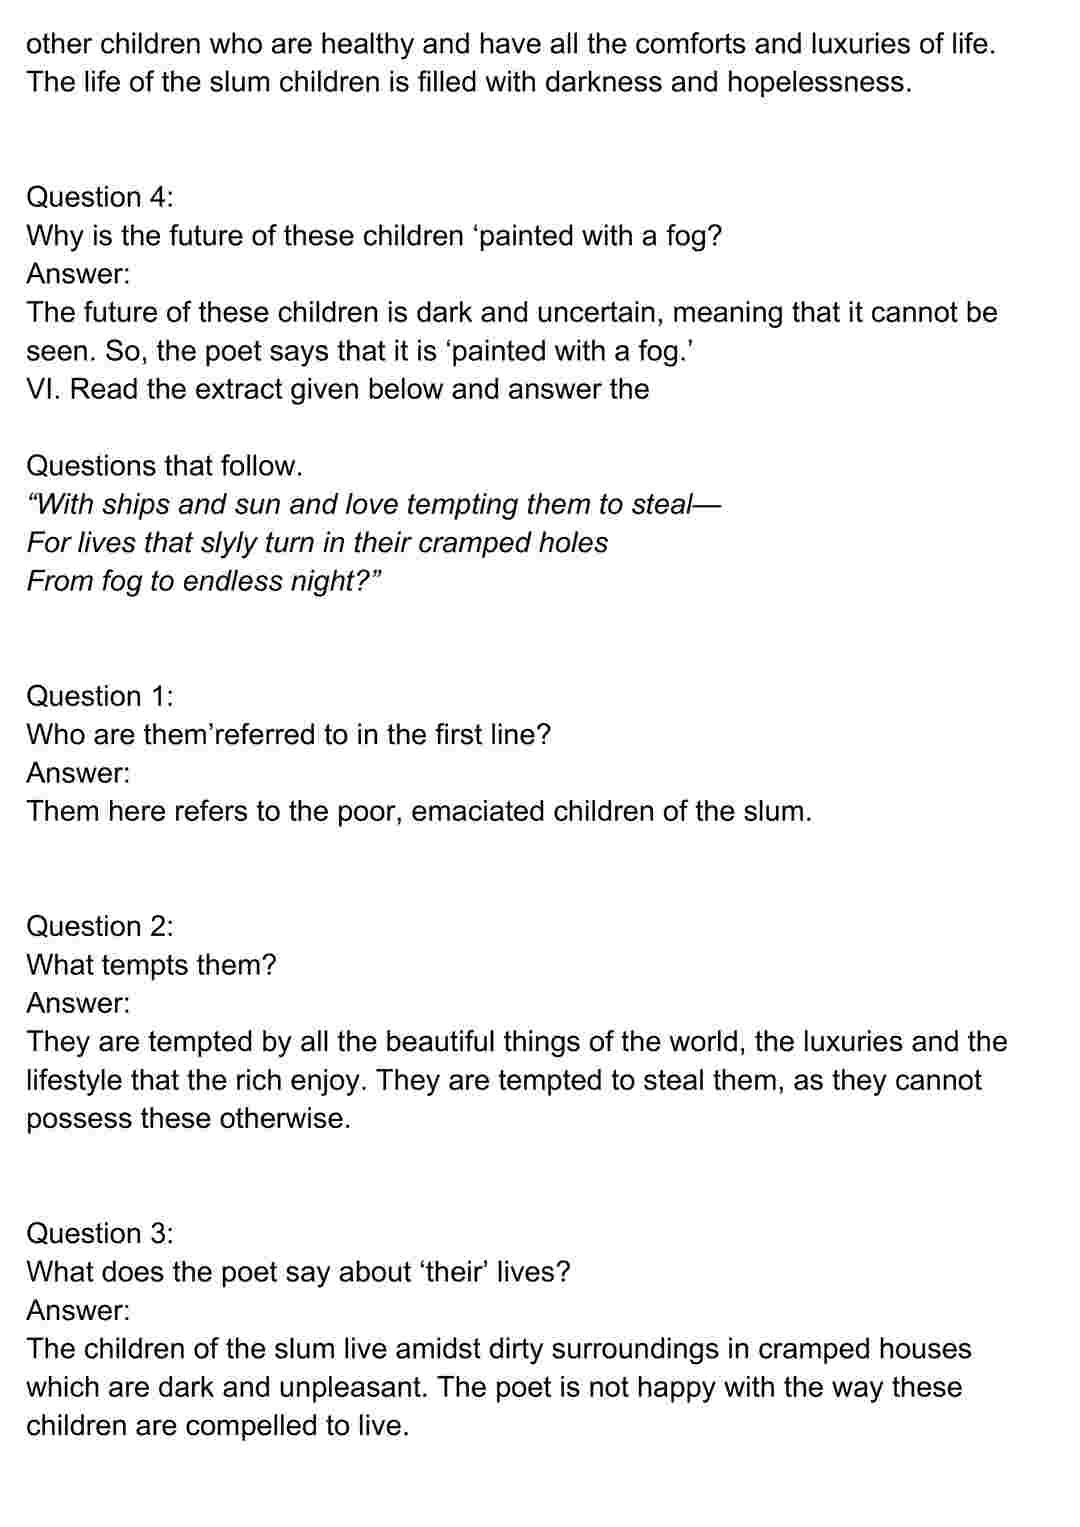 other children who are healthy and have all the comforts and luxuries of life.
The life of the slum children is filled with darkness and hopelessness.
Question 4:
Why is the future of these children ‘painted with a fog?
Answer:
The future of these children is dark and uncertain, meaning that it cannot be
seen. So, the poet says that it is ‘painted with a fog.’
VI. Read the extract given below and answer the
Questions that follow.
“With ships and sun and love tempting them to steal—
For lives that slyly turn in their cramped holes
From fog to endless night?”
Question 1:
Who are them’referred to in the first line?
Answer:
Them here refers to the poor, emaciated children of the slum.
Question 2:
What tempts them?
Answer:
They are tempted by all the beautiful things of the world, the luxuries and the
lifestyle that the rich enjoy. They are tempted to steal them, as they cannot
possess these otherwise.
Question 3:
What does the poet say about ‘their’ lives?
Answer:
The children of the slum live amidst dirty surroundings in cramped houses
which are dark and unpleasant. The poet is not happy with the way these
children are compelled to live.